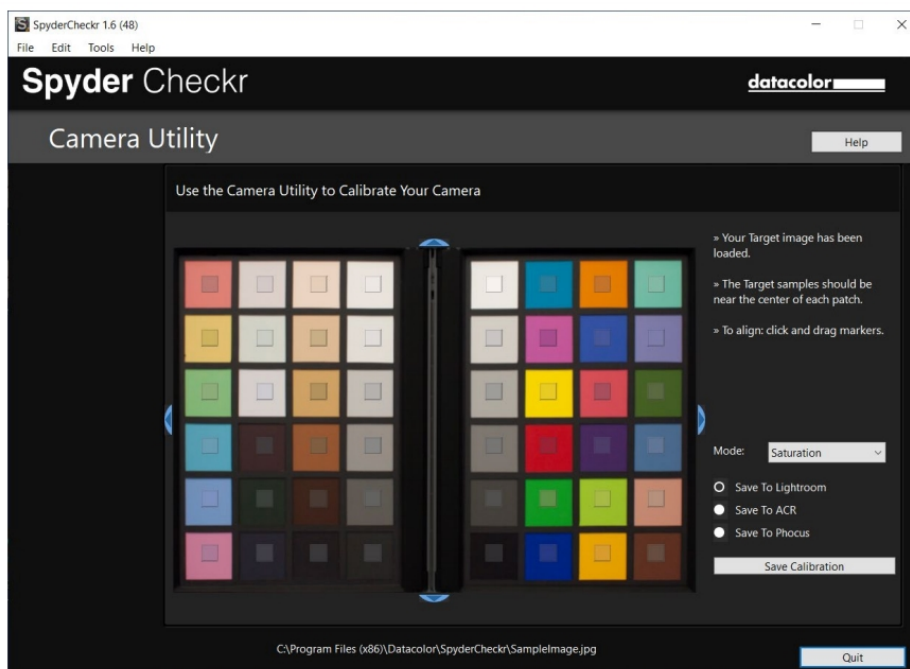 SpyderCheckr 1.6 (48)
File Edit Tools Help
Spyder Checkr
datacolor
Camera Utility
Help
Use the Camera Utility to Calibrate Your Camera
» Your Target image has been
loaded.
» The Target samples should be
near the center of each patch.
» To align: click and drag markers.
Mode: Saturation
Save To Lightroom
Save To ACR
Save To Phocus
Save Calibration
C:\Program Files (x86)\Datacolor\SpyderCheckr\SampleImage.jpg
Quit